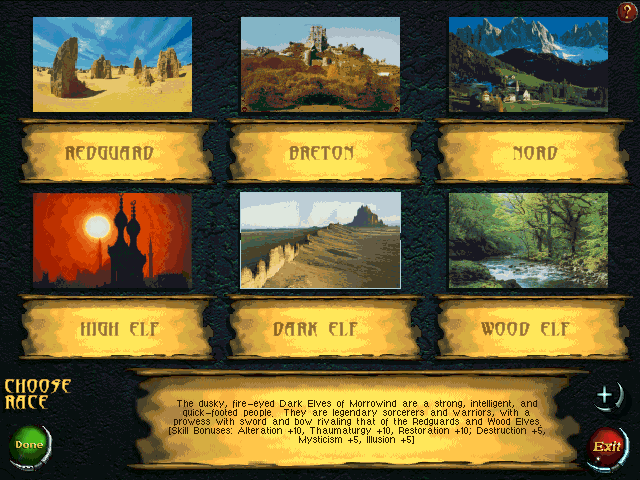 ?
REDGUARD
BRETON
NORD
HIGH ELF
DARK ELF
WOOD ELF
CHOOSE
RACE
The dusky, fire-eyed Dark Elves of Morrowind are a strong, intelligent, and
quick-footed people. They are legendary sorcerers and warriors, with a
prowess with sword and bow rivaling that of the Redguards and Wood Elves.
[Skill Bonuses: Alteration +10, Thaumaturgy +10, Restoration +10; Destruction +5,
Mysticism +5, Illusion +5]
+
Done
Exit